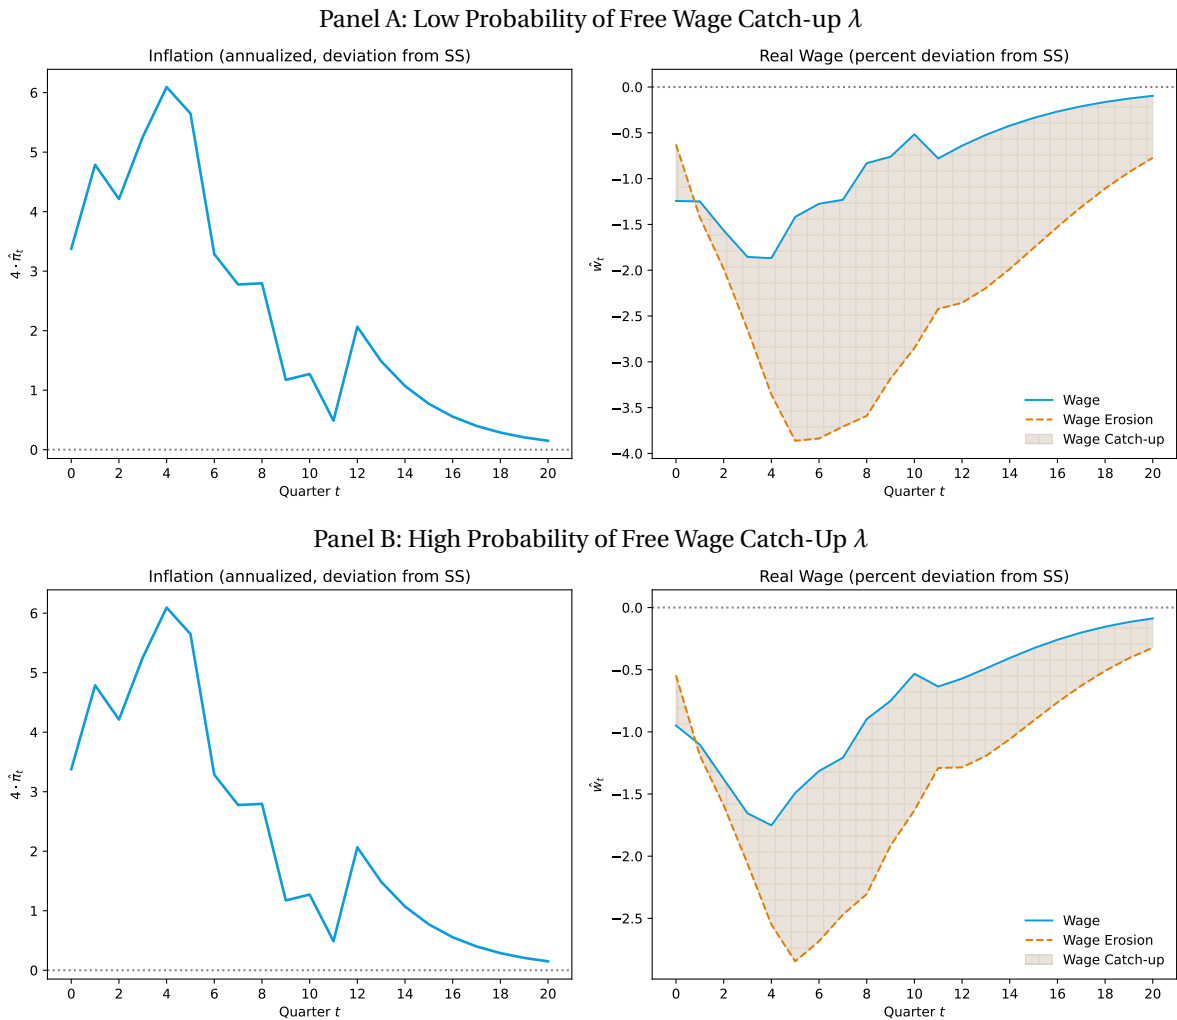 Panel A: Low Probability of Free Wage Catch-up λ
Inflation (annualized, deviation from SS)
4 · π̂ₜ
6
5
4
3
2
1
0
0 2 4 6 8 10 12 14 16 18 20
Quarter t
Real Wage (percent deviation from SS)
ŵₜ
0.0
−0.5
−1.0
−1.5
−2.0
−2.5
−3.0
−3.5
−4.0
Wage
Wage Erosion
Wage Catch-up
0 2 4 6 8 10 12 14 16 18 20
Quarter t
Panel B: High Probability of Free Wage Catch-Up λ
Inflation (annualized, deviation from SS)
4 · π̂ₜ
6
5
4
3
2
1
0
0 2 4 6 8 10 12 14 16 18 20
Quarter t
Real Wage (percent deviation from SS)
ŵₜ
0.0
−0.5
−1.0
−1.5
−2.0
−2.5
Wage
Wage Erosion
Wage Catch-up
0 2 4 6 8 10 12 14 16 18 20
Quarter t